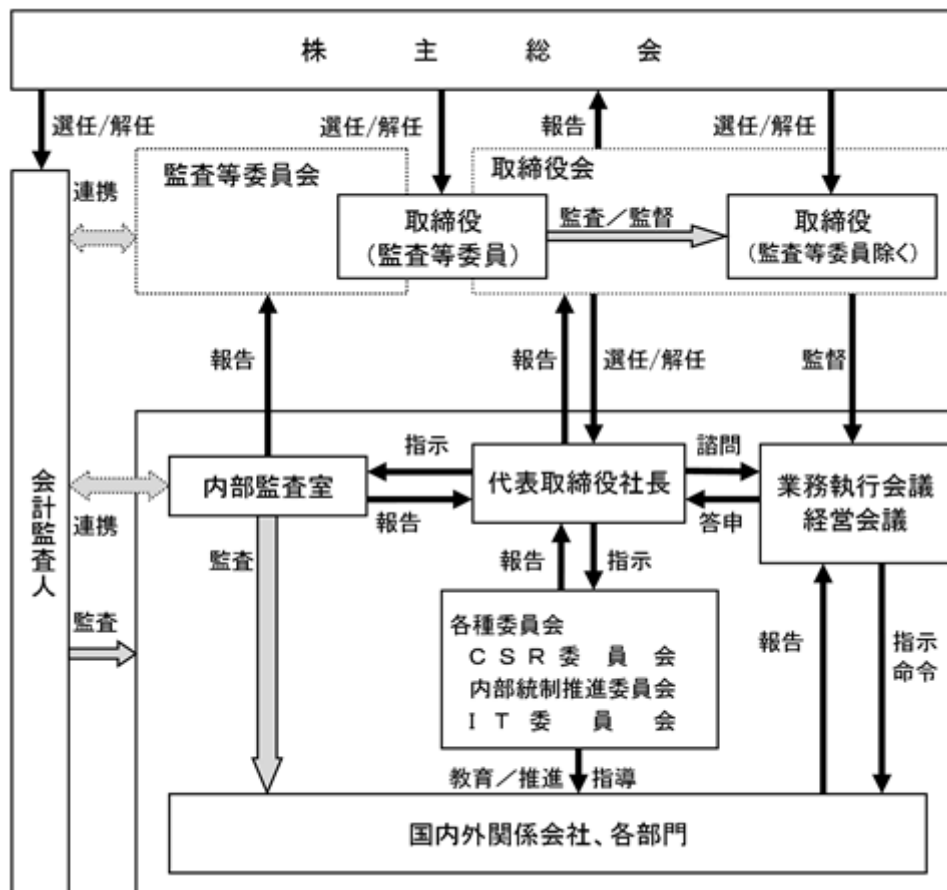 株主総会
選任/解任
選任/解任
報告
選任/解任
連携
監査等委員会
取締役会
取締役
(監査等委員)
監査／監督
取締役
(監査等委員除く)
報告
報告
選任/解任
監督
会計監査人
連携
内部監査室
指示
報告
代表取締役社長
諮問
答申
業務執行会議
経営会議
監査
監査
報告
指示
各種委員会
ＣＳＲ委員会
内部統制推進委員会
ＩＴ委員会
報告
指示
命令
教育／推進
指導
国内外関係会社、各部門